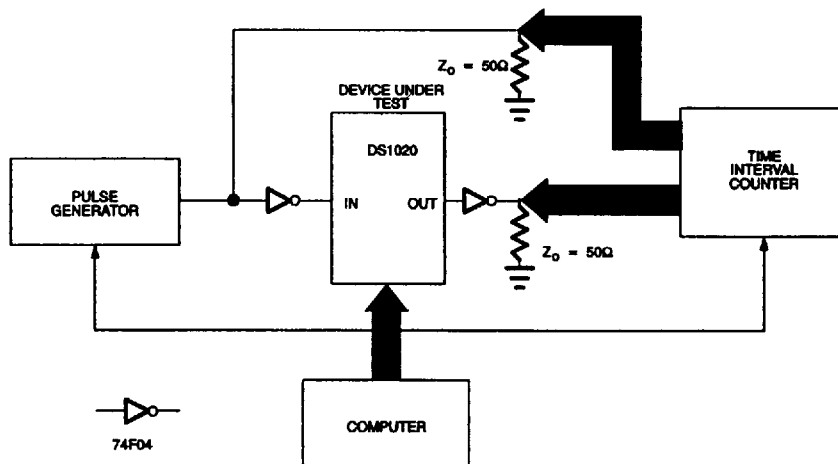 Z₀ = 50Ω
DEVICE UNDER
TEST
DS1020
TIME
INTERVAL
COUNTER
PULSE
GENERATOR
IN
OUT
Z₀ = 50Ω
COMPUTER
74F04